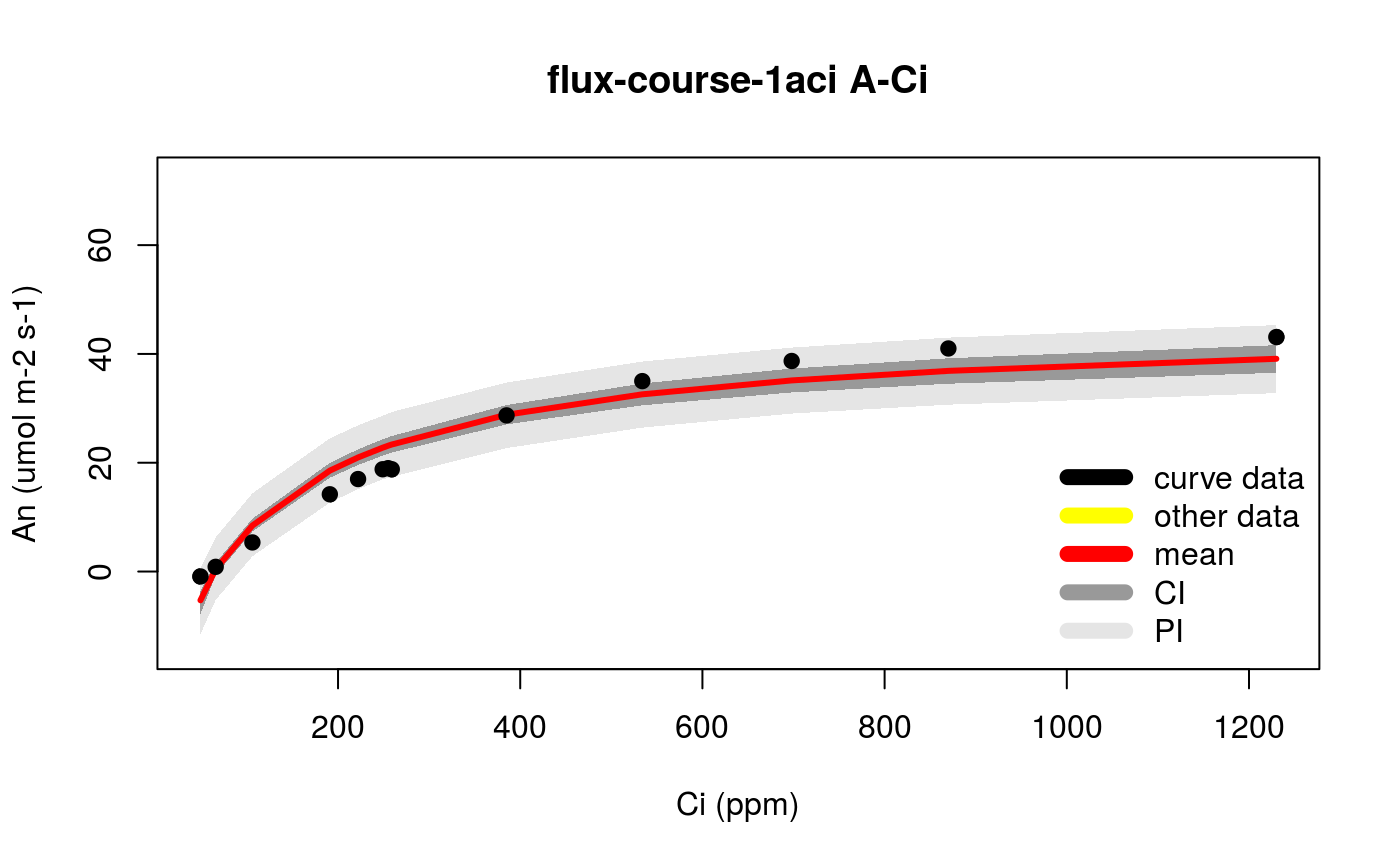 flux-course-1aci A-Ci
An (umol m-2 s-1)
60
40
20
0
curve data
other data
mean
CI
PI
200 400 600 800 1000 1200
Ci (ppm)